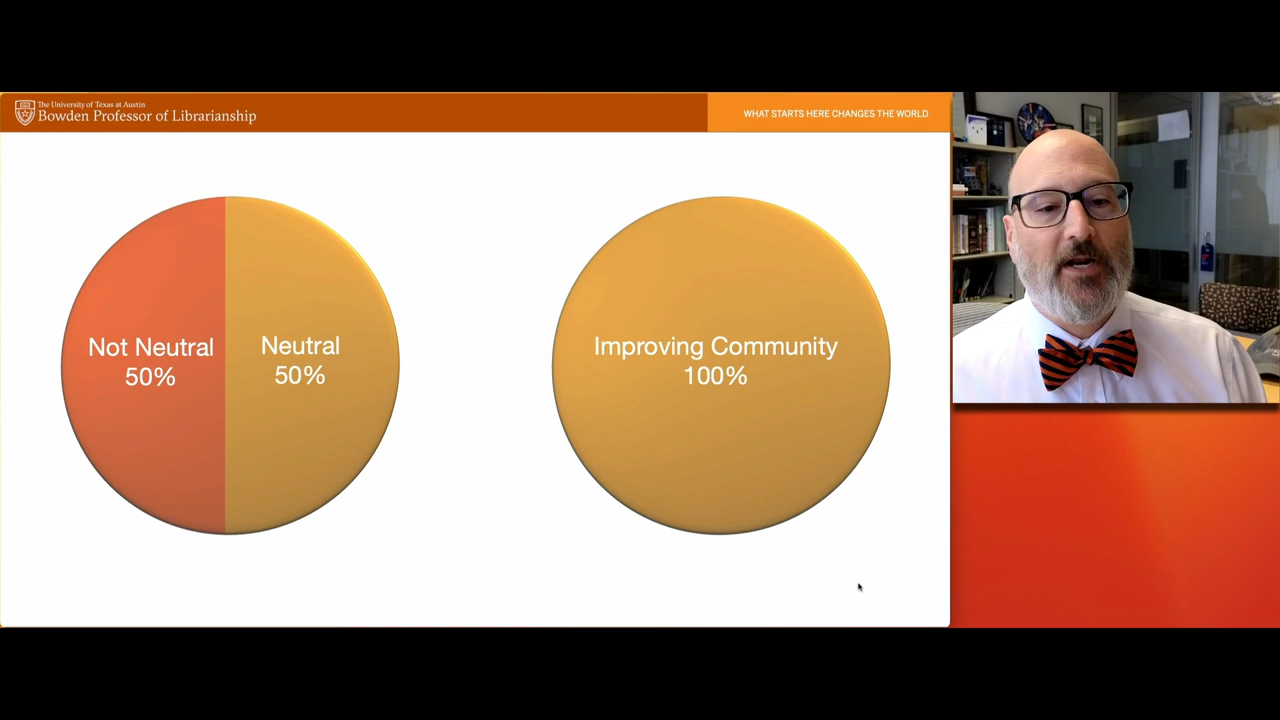 The University of Texas at Austin
Bowden Professor of Librarianship
WHAT STARTS HERE CHANGES THE WORLD
Not Neutral
50%
Neutral
50%
Improving Community
100%